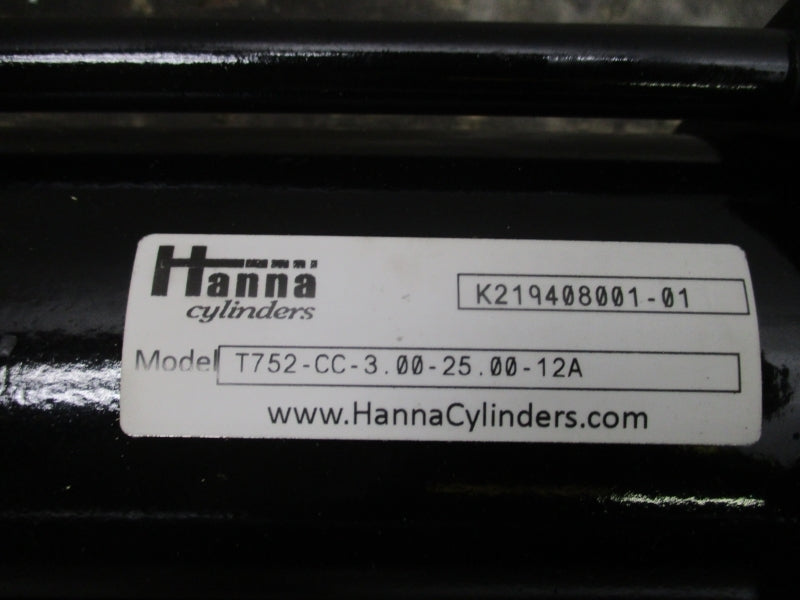 Hanna
cylinders
K219408001-01
Model T752-CC-3.00-25.00-12A
www.HannaCylinders.com